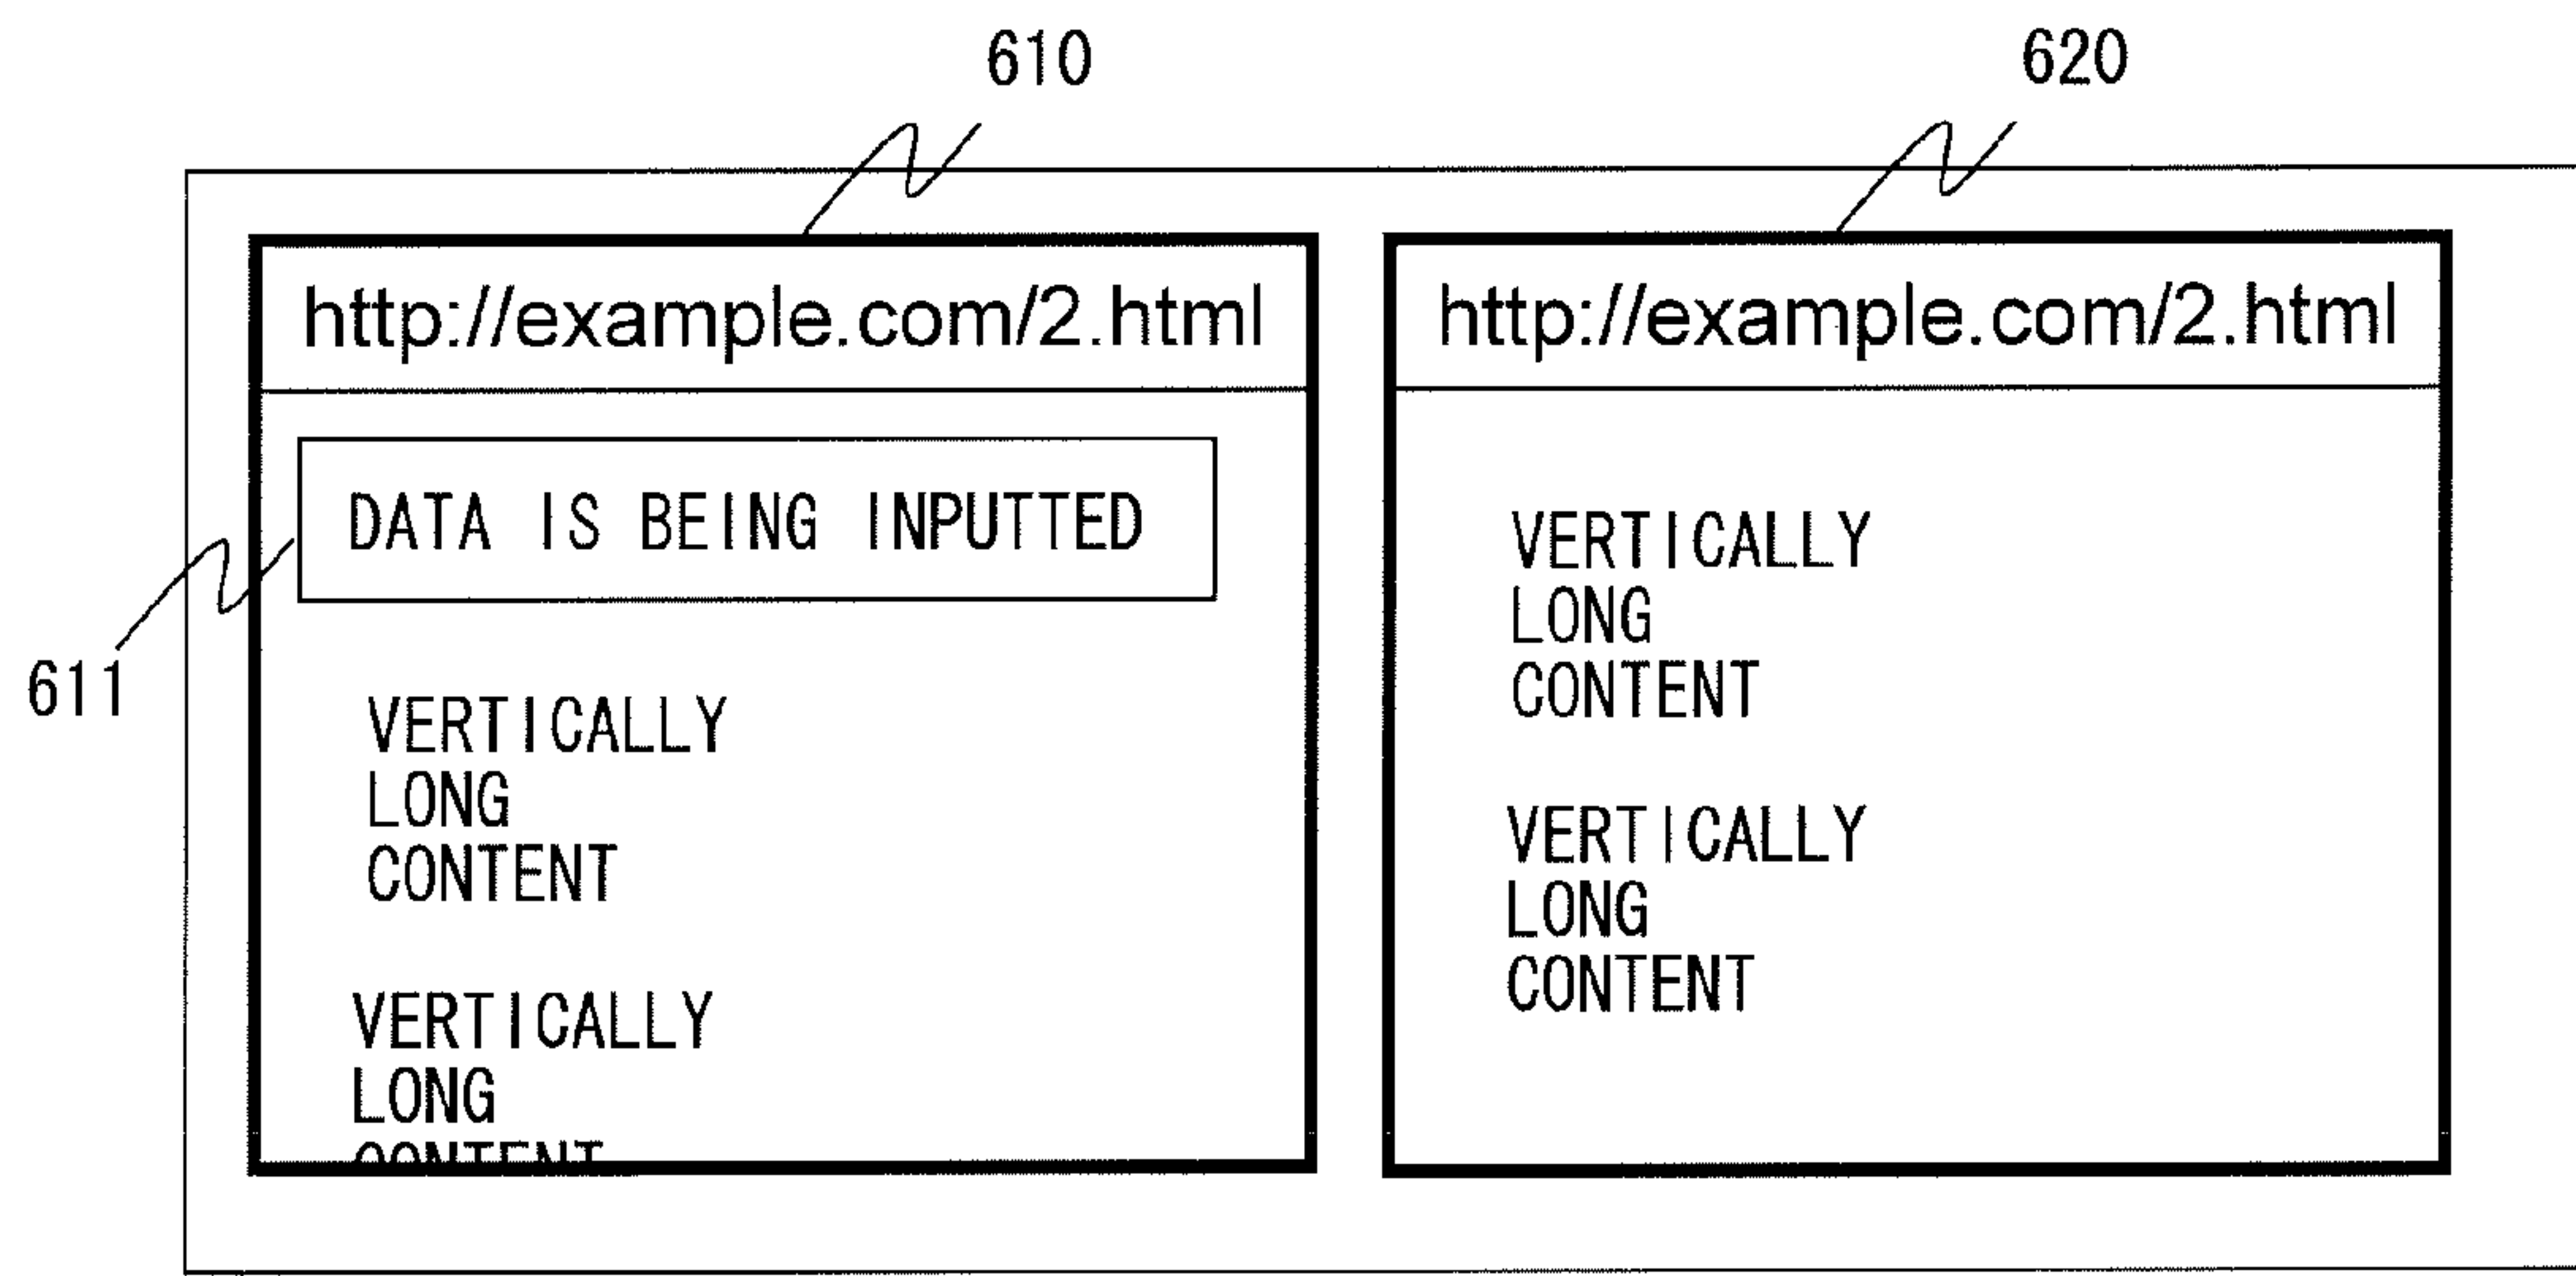 610
620
http://example.com/2.html
DATA IS BEING INPUTTED
611
VERTICALLY
LONG
CONTENT
VERTICALLY
LONG
CONTENT
http://example.com/2.html
VERTICALLY
LONG
CONTENT
VERTICALLY
LONG
CONTENT